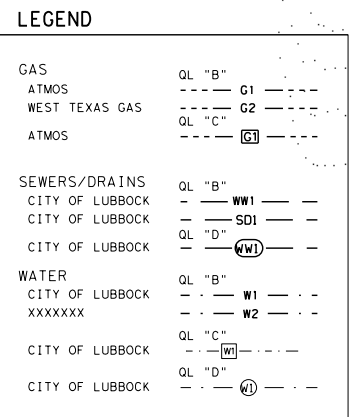 LEGEND
GAS QL "B"
ATMOS G1
WEST TEXAS GAS G2
QL "C"
ATMOS G1
SEWERS/DRAINS QL "B"
CITY OF LUBBOCK WW1
CITY OF LUBBOCK SD1
QL "D"
CITY OF LUBBOCK WW1
WATER QL "B"
CITY OF LUBBOCK W1
XXXXXXX W2
QL "C"
CITY OF LUBBOCK W1
QL "D"
CITY OF LUBBOCK W1